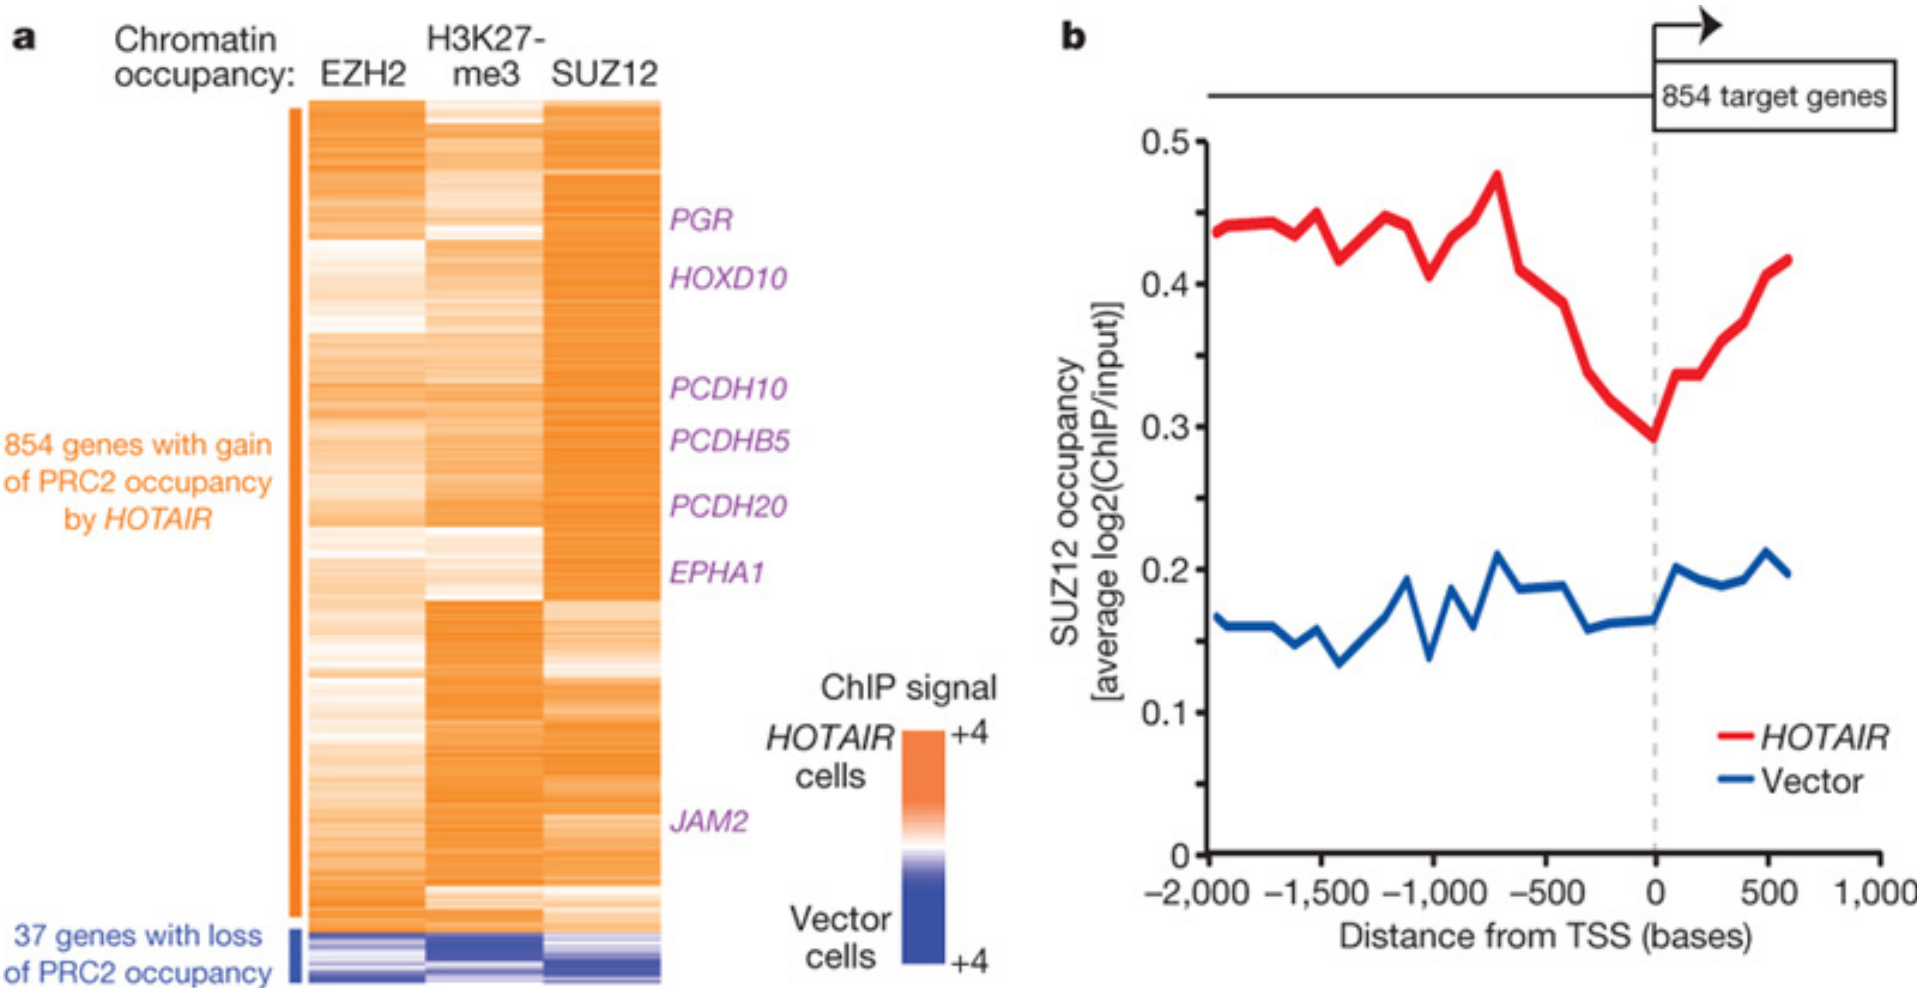 a
Chromatin
occupancy:
EZH2
H3K27-
me3
SUZ12
PGR
HOXD10
PCDH10
PCDHB5
PCDH20
EPHA1
JAM2
854 genes with gain
of PRC2 occupancy
by HOTAIR
37 genes with loss
of PRC2 occupancy
ChIP signal
HOTAIR
cells
+4
Vector
cells
+4
b
854 target genes
SUZ12 occupancy
[average log2(ChIP/input)]
0.5
0.4
0.3
0.2
0.1
0
HOTAIR
Vector
−2,000 −1,500 −1,000 −500 0 500 1,000
Distance from TSS (bases)